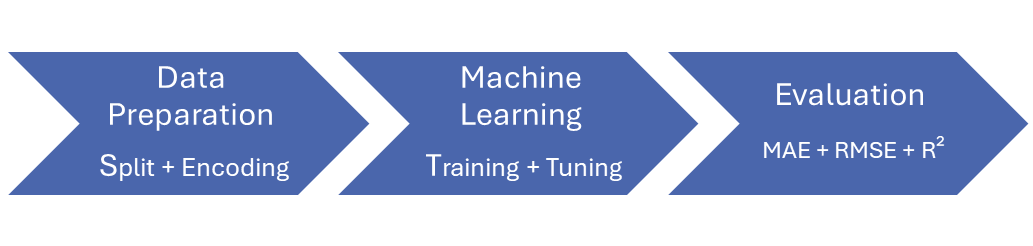 Data
Preparation
Split + Encoding
Machine
Learning
Training + Tuning
Evaluation
MAE + RMSE + R²